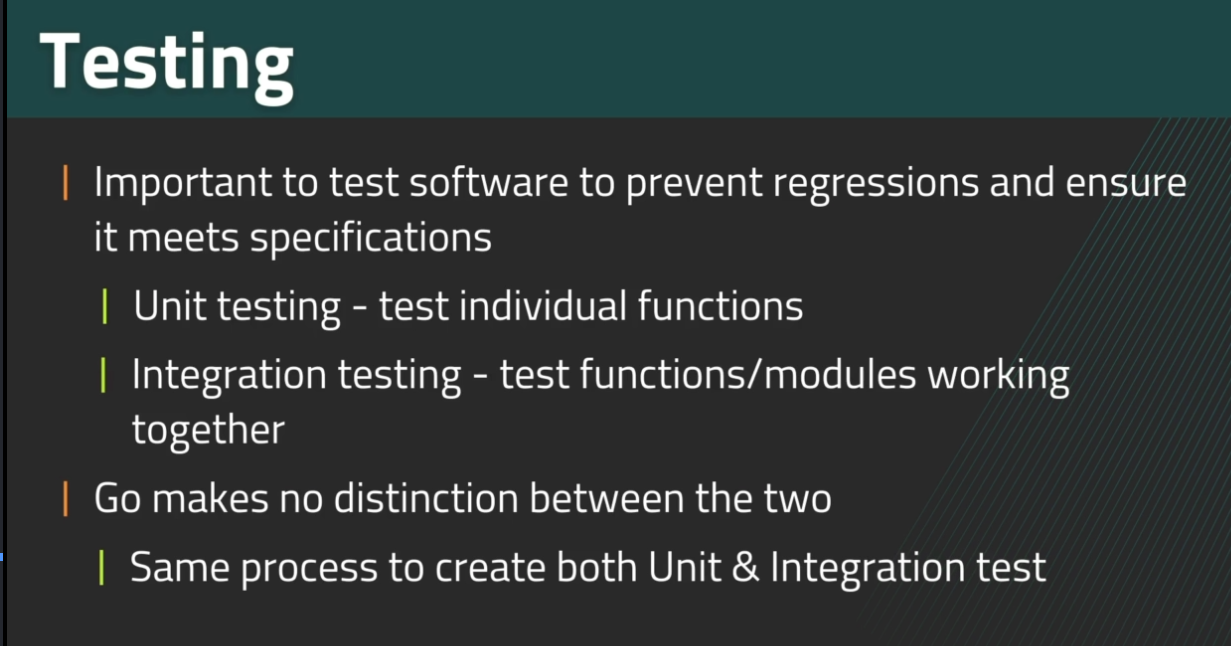 Testing
Important to test software to prevent regressions and ensure
it meets specifications
Unit testing - test individual functions
Integration testing - test functions/modules working
together
Go makes no distinction between the two
Same process to create both Unit & Integration test